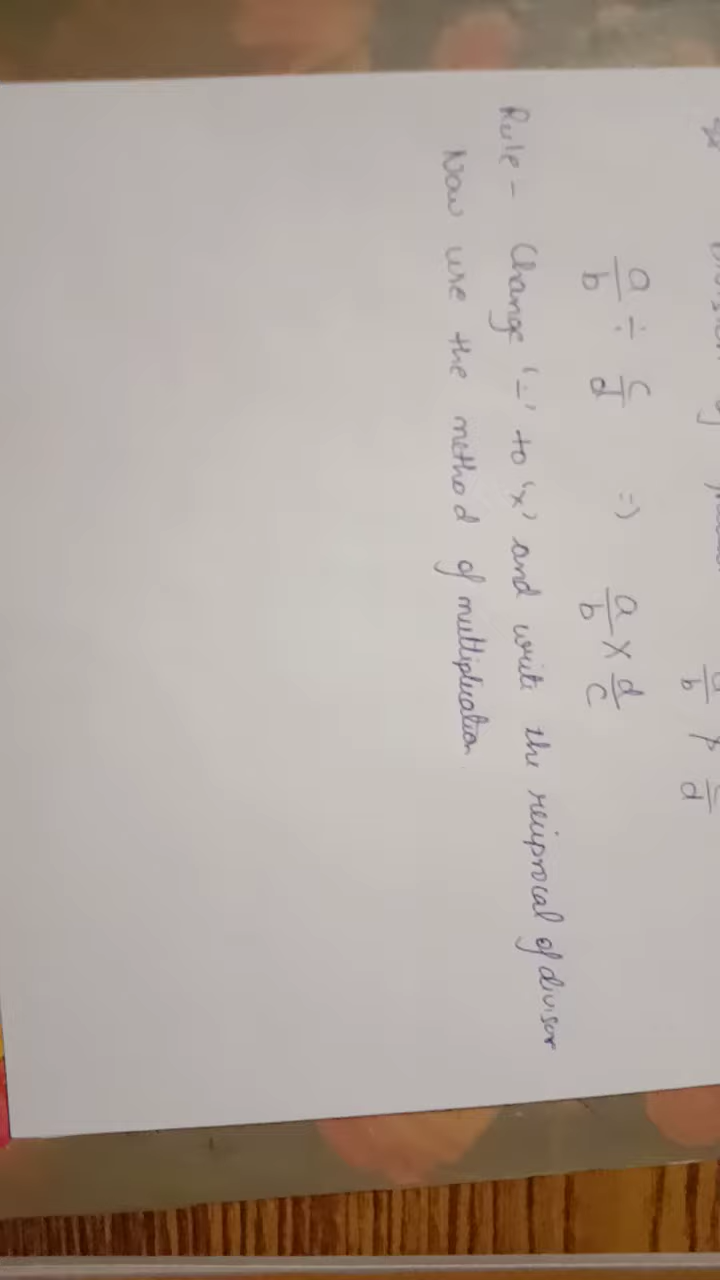 a/b ÷ c/d => a/b × d/c
Rule - Change '÷' to 'x' and write the reciprocal of divisor
Now use the method of multiplication